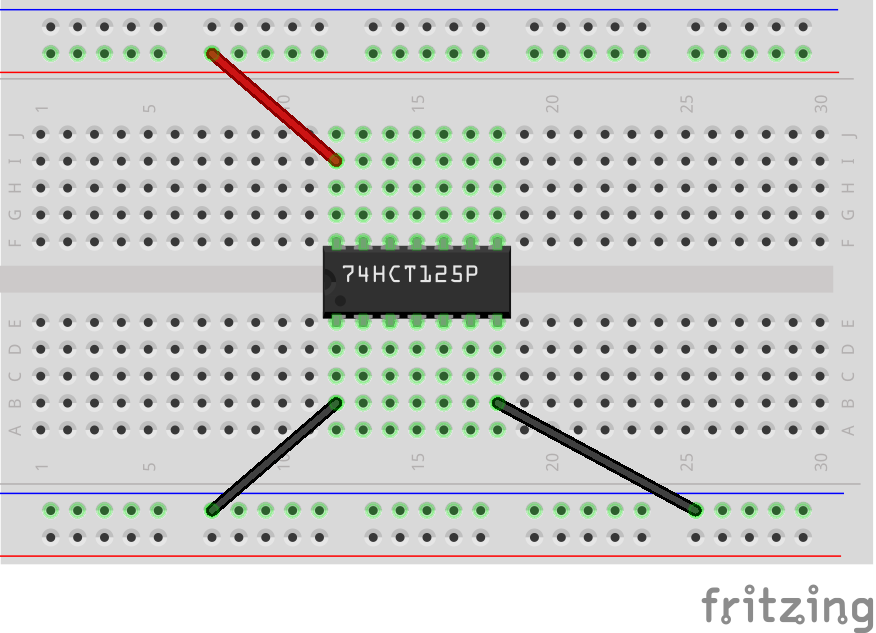 1 5 10 15 20 25 30
J J
I I
H H
G G
F F
74HCT125P
E E
D D
C C
B B
A A
1 5 10 15 20 25 30
fritzing